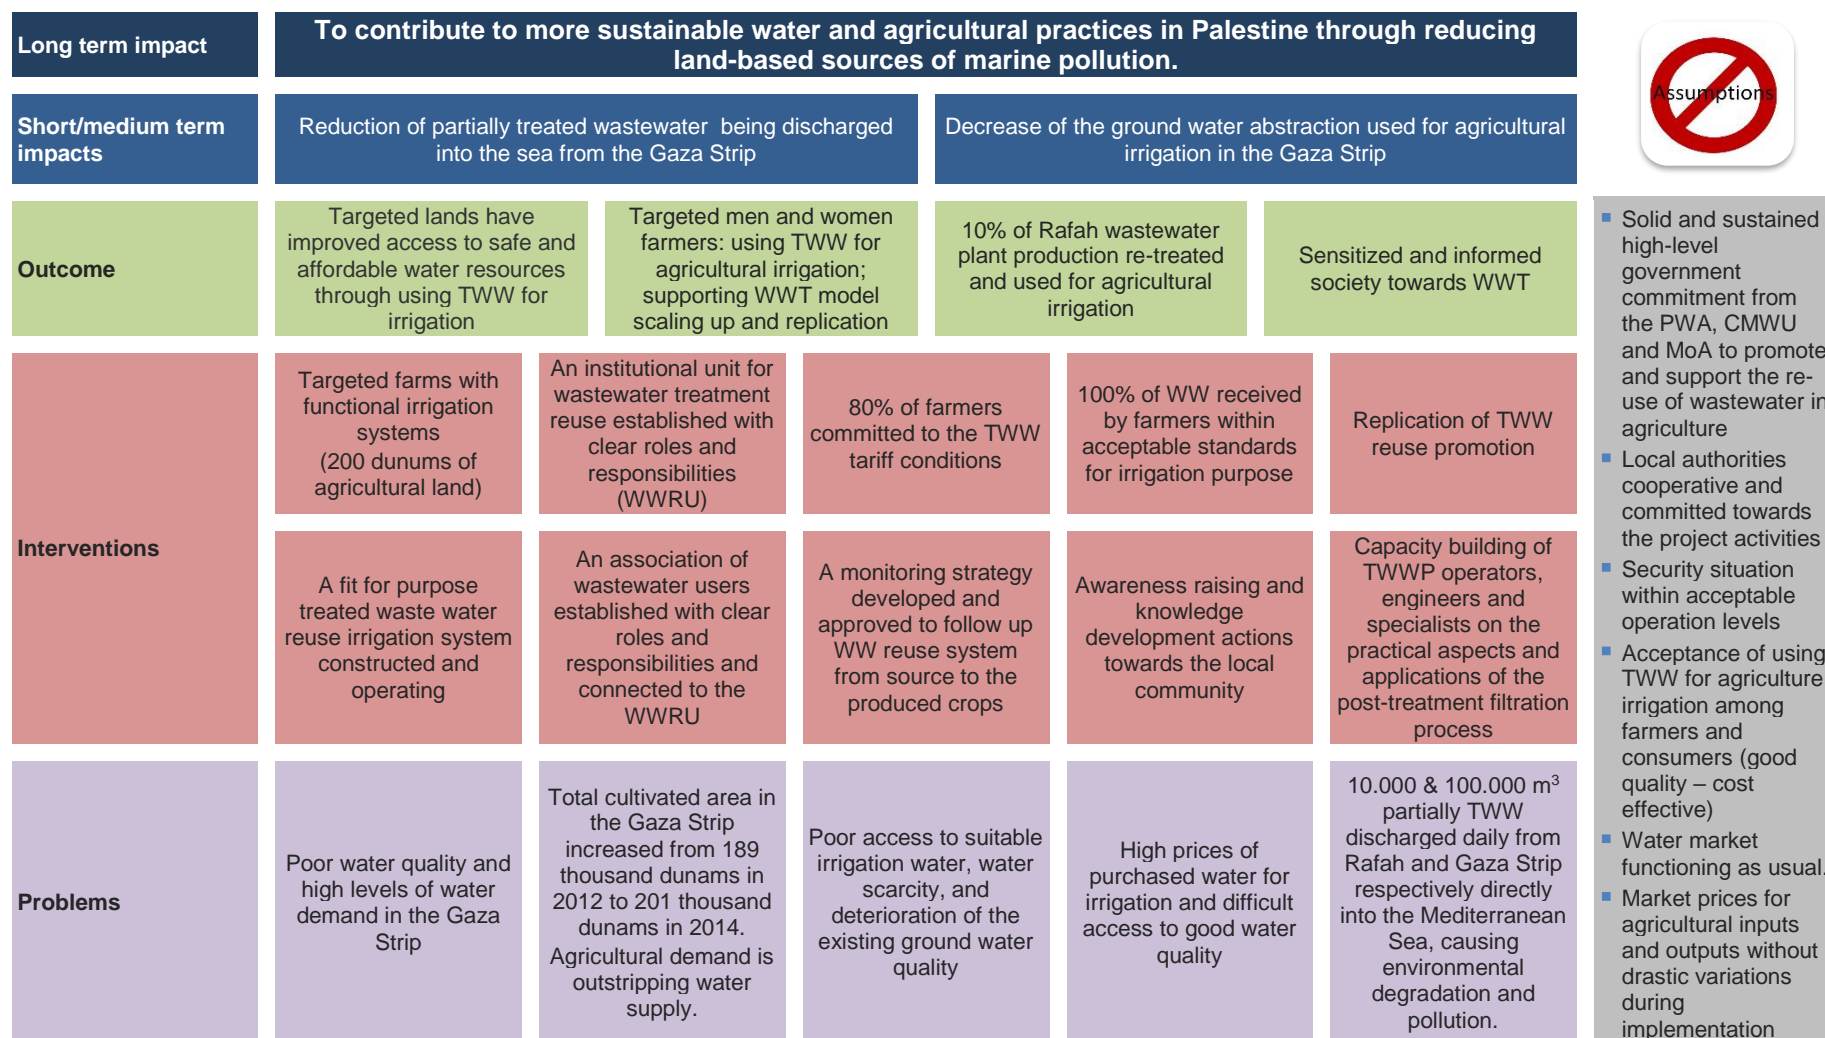 Long term impact
To contribute to more sustainable water and agricultural practices in Palestine through reducing
land-based sources of marine pollution.
Short/medium term
impacts
Reduction of partially treated wastewater being discharged
into the sea from the Gaza Strip
Decrease of the ground water abstraction used for agricultural
irrigation in the Gaza Strip
Outcome
Targeted lands have
improved access to safe and
affordable water resources
through using TWW for
irrigation
Targeted men and women
farmers: using TWW for
agricultural irrigation;
supporting WWT model
scaling up and replication
10% of Rafah wastewater
plant production re-treated
and used for agricultural
irrigation
Sensitized and informed
society towards WWT
Interventions
Targeted farms with
functional irrigation
systems
(200 dunums of
agricultural land)
An institutional unit for
wastewater treatment
reuse established with
clear roles and
responsibilities
(WWRU)
80% of farmers
committed to the TWW
tariff conditions
100% of WW received
by farmers within
acceptable standards
for irrigation purpose
Replication of TWW
reuse promotion
A fit for purpose
treated waste water
reuse irrigation system
constructed and
operating
An association of
wastewater users
established with clear
roles and
responsibilities and
connected to the
WWRU
A monitoring strategy
developed and
approved to follow up
WW reuse system
from source to the
produced crops
Awareness raising and
knowledge
development actions
towards the local
community
Capacity building of
TWWP operators,
engineers and
specialists on the
practical aspects and
applications of the
post-treatment filtration
process
Problems
Poor water quality and
high levels of water
demand in the Gaza
Strip
Total cultivated area in
the Gaza Strip
increased from 189
thousand dunams in
2012 to 201 thousand
dunams in 2014.
Agricultural demand is
outstripping water
supply.
Poor access to suitable
irrigation water, water
scarcity, and
deterioration of the
existing ground water
quality
High prices of
purchased water for
irrigation and difficult
access to good water
quality
10.000 & 100.000 m³
partially TWW
discharged daily from
Rafah and Gaza Strip
respectively directly
into the Mediterranean
Sea, causing
environmental
degradation and
pollution.
Assumptions
▪ Solid and sustained
high-level
government
commitment from
the PWA, CMWU
and MoA to promote
and support the re-
use of wastewater in
agriculture
▪ Local authorities
cooperative and
committed towards
the project activities
▪ Security situation
within acceptable
operation levels
▪ Acceptance of using
TWW for agriculture
irrigation among
farmers and
consumers (good
quality – cost
effective)
▪ Water market
functioning as usual.
▪ Market prices for
agricultural inputs
and outputs without
drastic variations
during
implementation